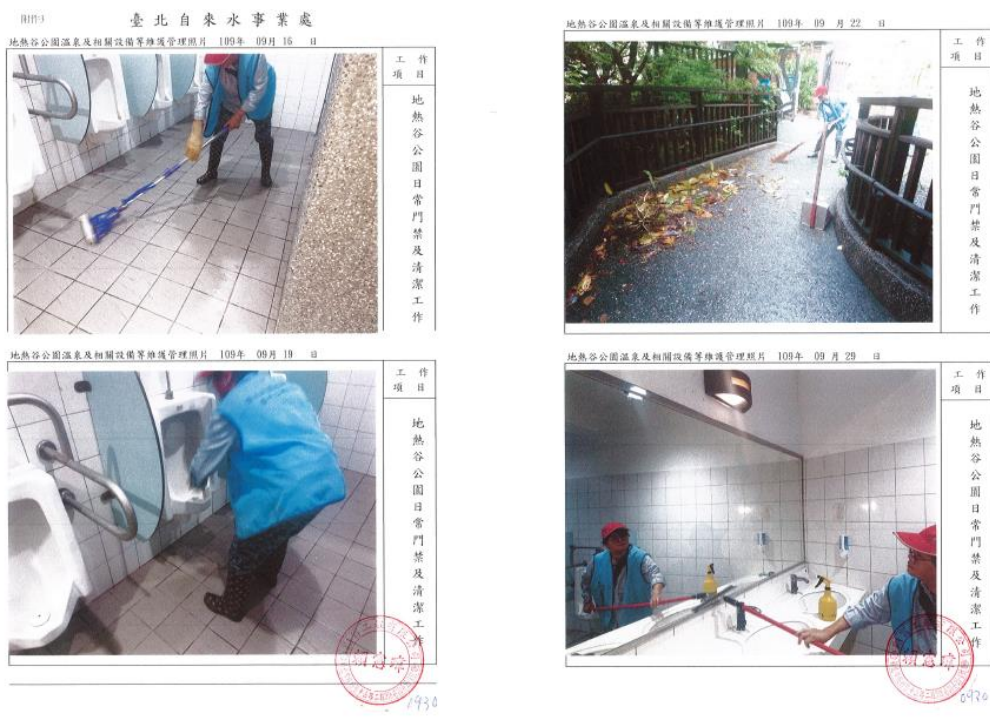 附件3
臺北自來水事業處
地熱谷公園溫泉及相關設備等維護管理照片 109年 09月 16 日
工作
項目
地熱谷公園日常門禁及清潔工作
地熱谷公園溫泉及相關設備等維護管理照片 109年 09月 19 日
工作
項目
地熱谷公園日常門禁及清潔工作
0930
地熱谷公園溫泉及相關設備等維護管理照片 109年 09月 22 日
工作
項目
地熱谷公園日常門禁及清潔工作
地熱谷公園溫泉及相關設備等維護管理照片 109年 09月 29 日
工作
項目
地熱谷公園日常門禁及清潔工作
0930